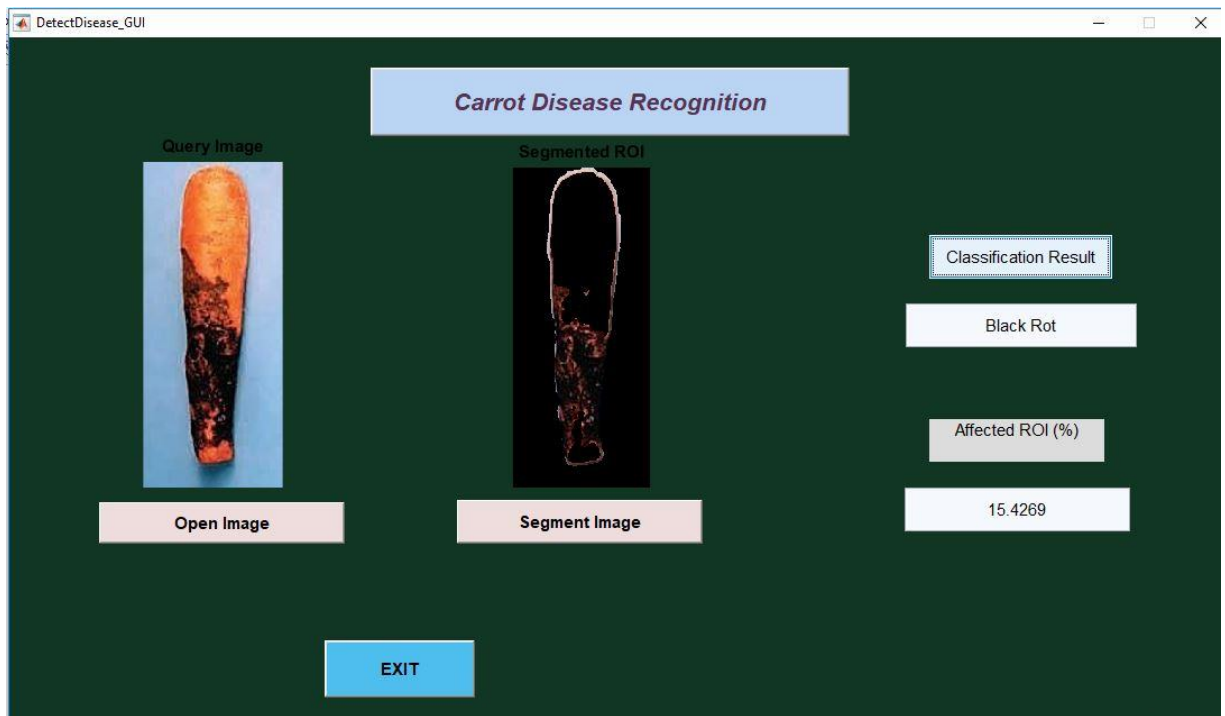 DetectDisease_GUI
Carrot Disease Recognition
Query Image
Segmented ROI
Classification Result
Black Rot
Affected ROI (%)
15.4269
Open Image
Segment Image
EXIT